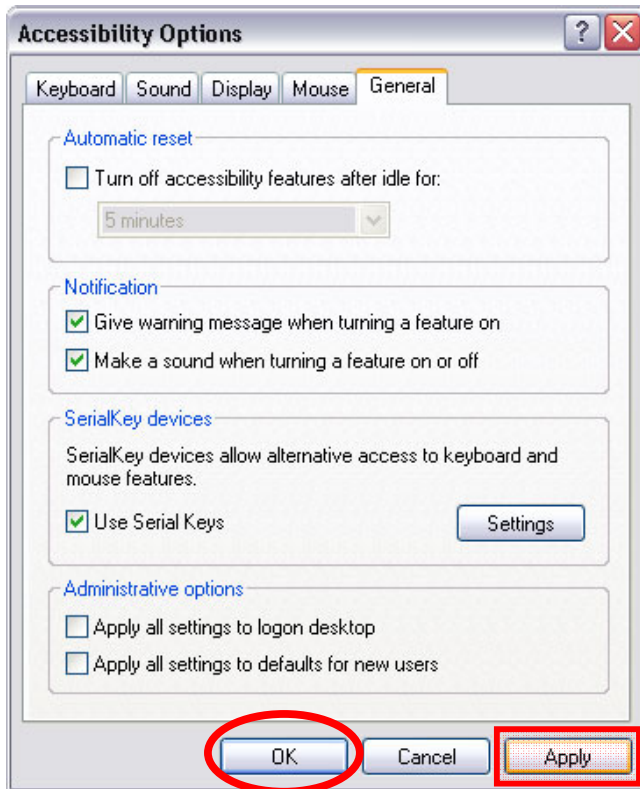 Accessibility Options
Keyboard Sound Display Mouse General
Automatic reset
Turn off accessibility features after idle for:
5 minutes
Notification
Give warning message when turning a feature on
Make a sound when turning a feature on or off
SerialKey devices
SerialKey devices allow alternative access to keyboard and
mouse features.
Use Serial Keys Settings
Administrative options
Apply all settings to logon desktop
Apply all settings to defaults for new users
OK Cancel Apply